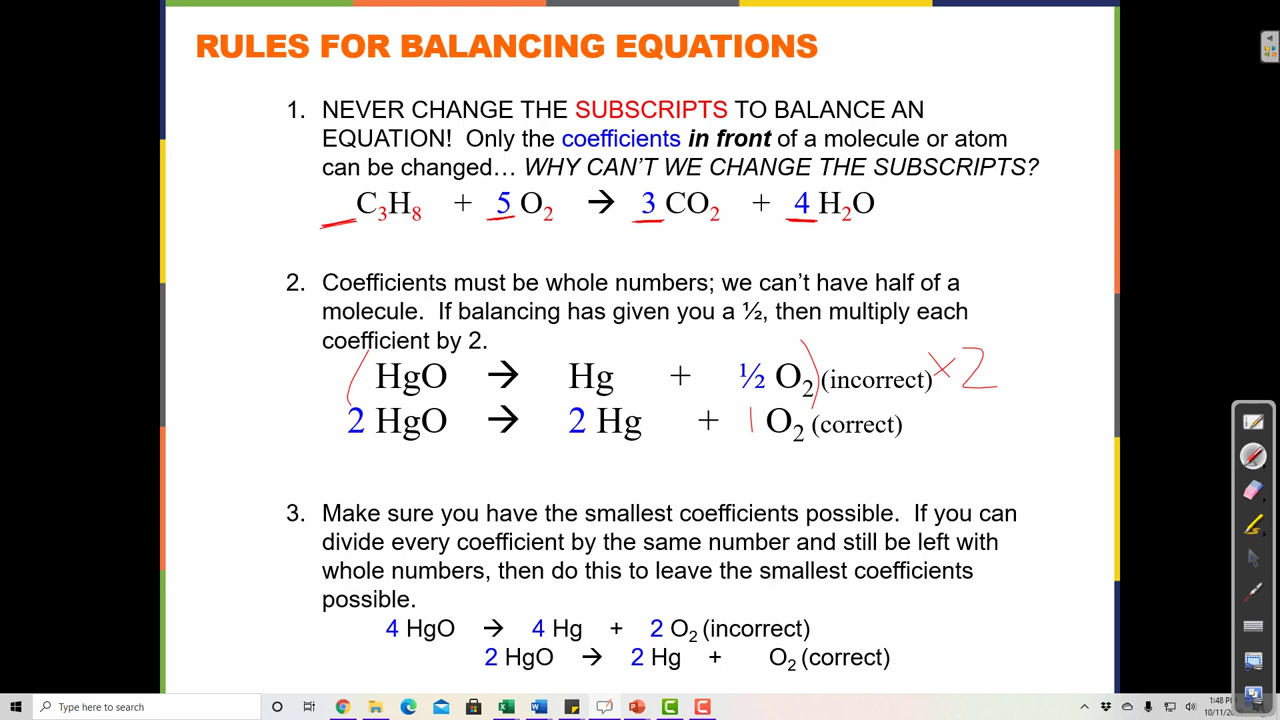 RULES FOR BALANCING EQUATIONS
1. NEVER CHANGE THE SUBSCRIPTS TO BALANCE AN
EQUATION! Only the coefficients in front of a molecule or atom
can be changed… WHY CAN'T WE CHANGE THE SUBSCRIPTS?
C₃H₈ + 5 O₂ → 3 CO₂ + 4 H₂O
2. Coefficients must be whole numbers; we can't have half of a
molecule. If balancing has given you a ½, then multiply each
coefficient by 2.
( HgO → Hg + ½ O₂ ) (incorrect) × 2
2 HgO → 2 Hg + 1 O₂ (correct)
3. Make sure you have the smallest coefficients possible. If you can
divide every coefficient by the same number and still be left with
whole numbers, then do this to leave the smallest coefficients
possible.
4 HgO → 4 Hg + 2 O₂ (incorrect)
2 HgO → 2 Hg + O₂ (correct)
Type here to search
1:48 PM